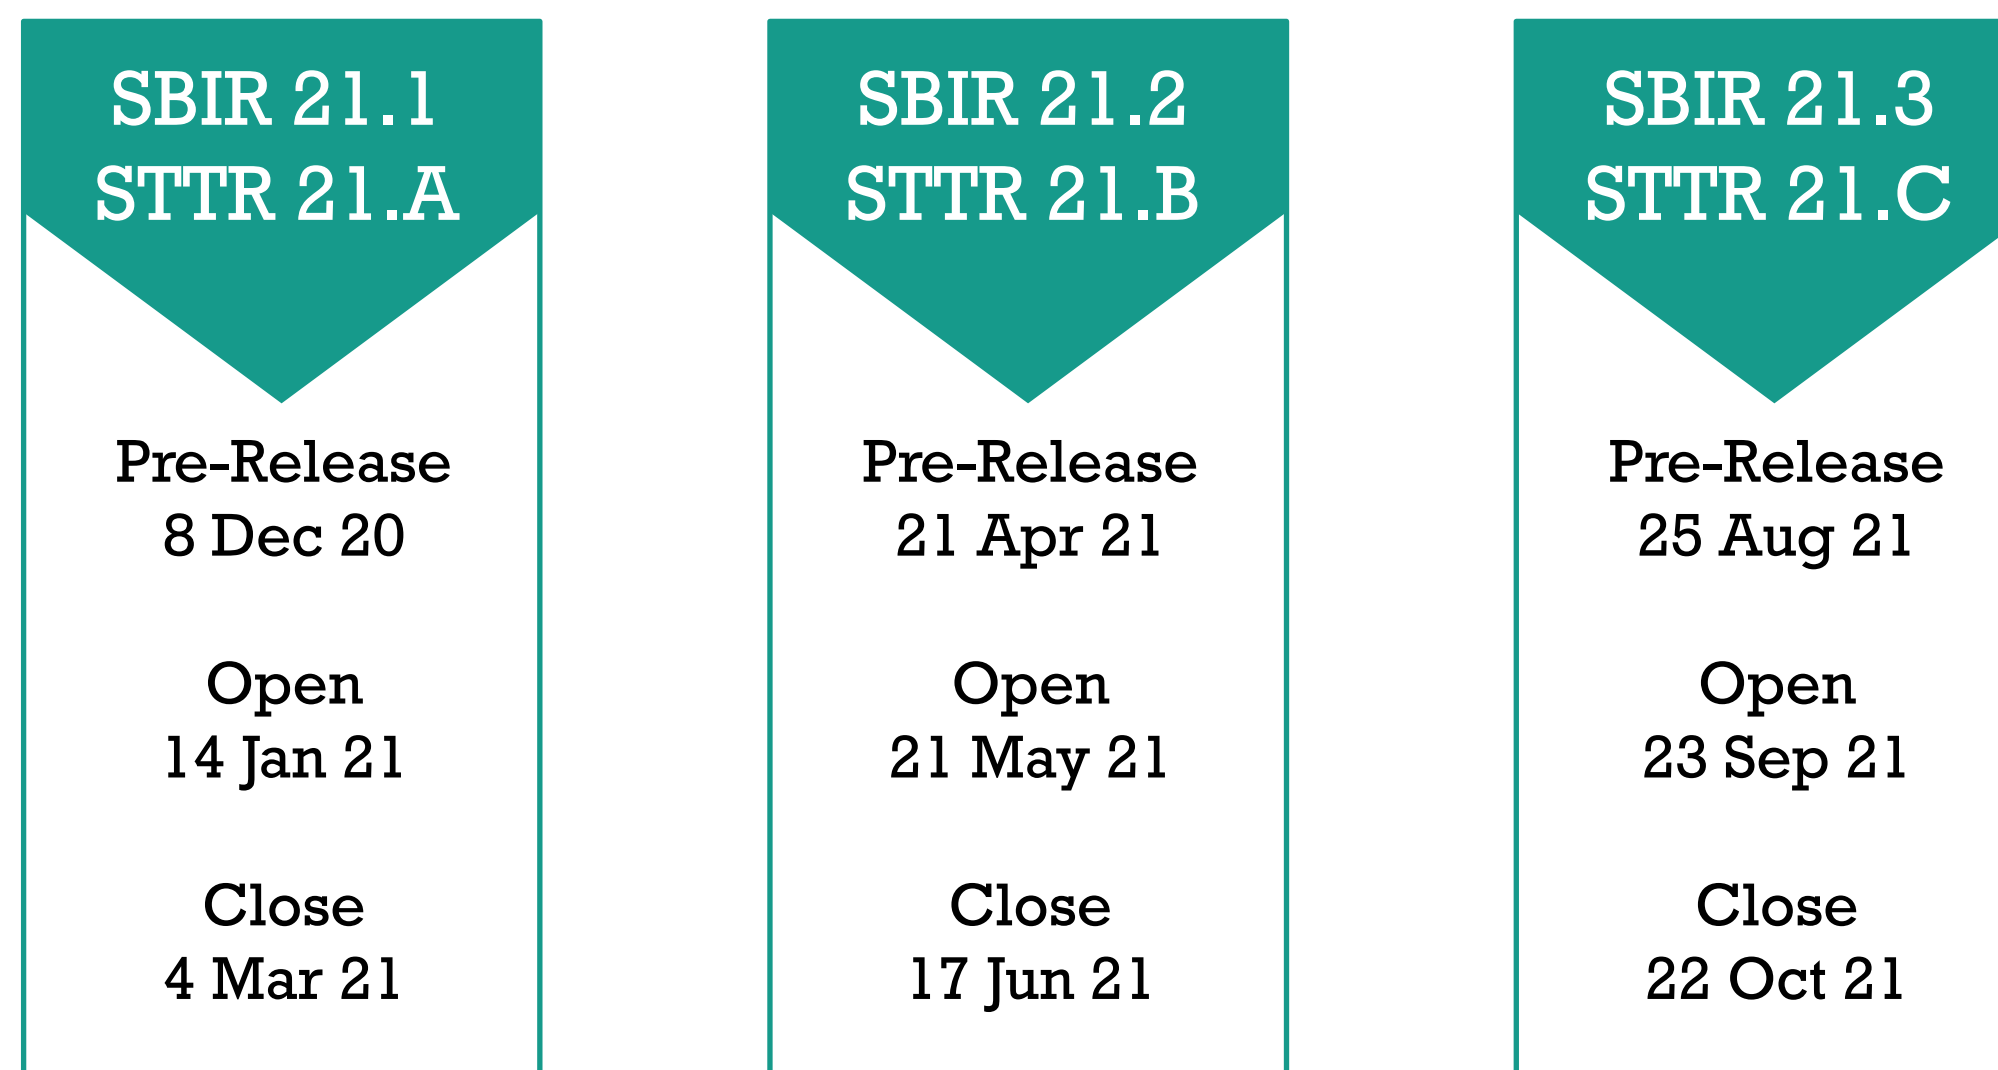 SBIR 21.1
STTR 21.A
Pre-Release
8 Dec 20
Open
14 Jan 21
Close
4 Mar 21
SBIR 21.2
STTR 21.B
Pre-Release
21 Apr 21
Open
21 May 21
Close
17 Jun 21
SBIR 21.3
STTR 21.C
Pre-Release
25 Aug 21
Open
23 Sep 21
Close
22 Oct 21